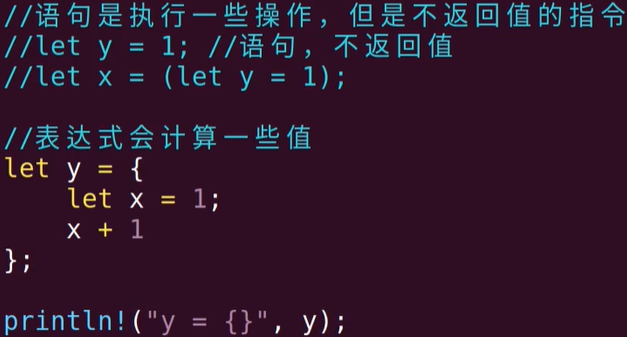 //语句是执行一些操作，但是不返回值的指令
//let y = 1; //语句，不返回值
//let x = (let y = 1);
//表达式会计算一些值
let y = {
    let x = 1;
    x + 1
};
println!("y = {}", y);